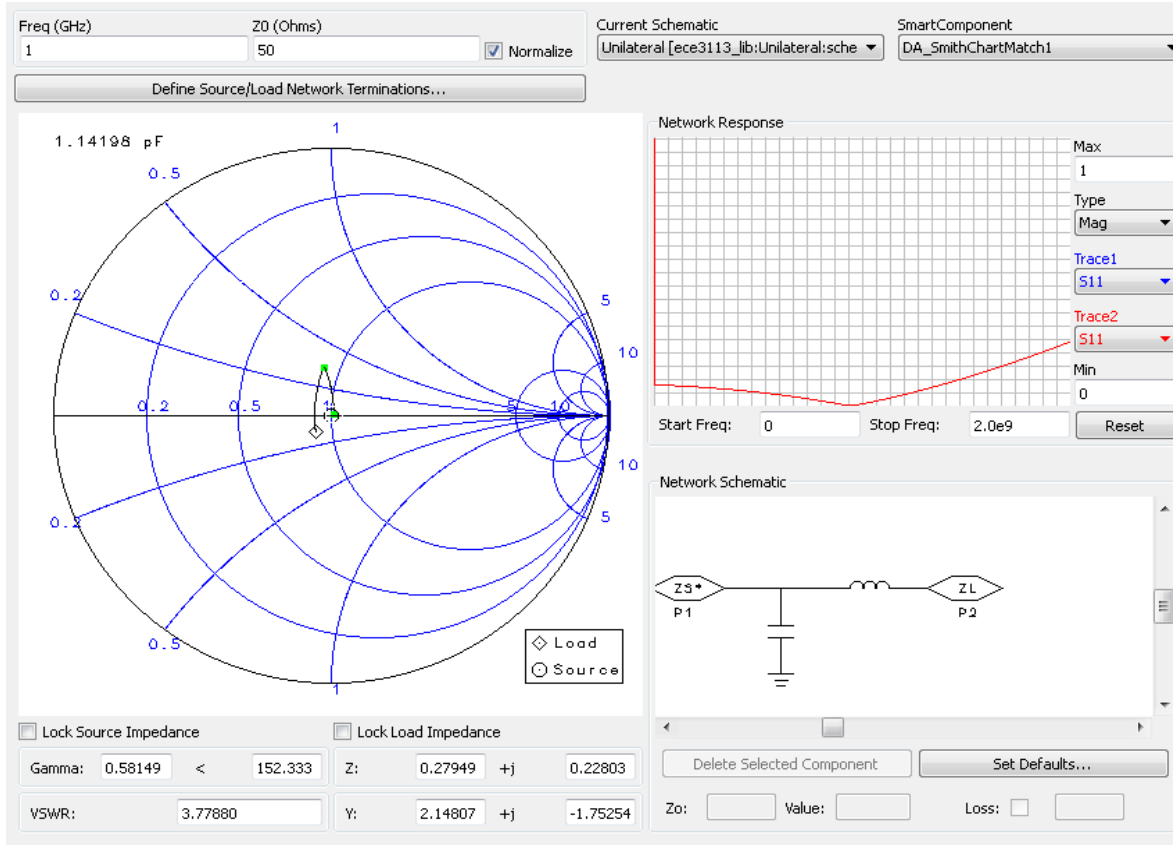 Freq (GHz) Z0 (Ohms) Current Schematic SmartComponent
1 50 Normalize Unilateral [ece3113_lib:Unilateral:sche DA_SmithChartMatch1
Define Source/Load Network Terminations...
1.14198 pF
1
0.5
0.2
5
10
0.2 0.5 1 5 10
10
0.2
5
0.5
1
Load
Source
Network Response
Max
1
Type
Mag
Trace1
S11
Trace2
S11
Min
0
Start Freq: 0 Stop Freq: 2.0e9 Reset
Network Schematic
ZS* ZL
P1 P2
Lock Source Impedance Lock Load Impedance
Gamma: 0.58149 < 152.333 Z: 0.27949 +j 0.22803
VSWR: 3.77880 Y: 2.14807 +j -1.75254
Delete Selected Component Set Defaults...
Zo: Value: Loss: